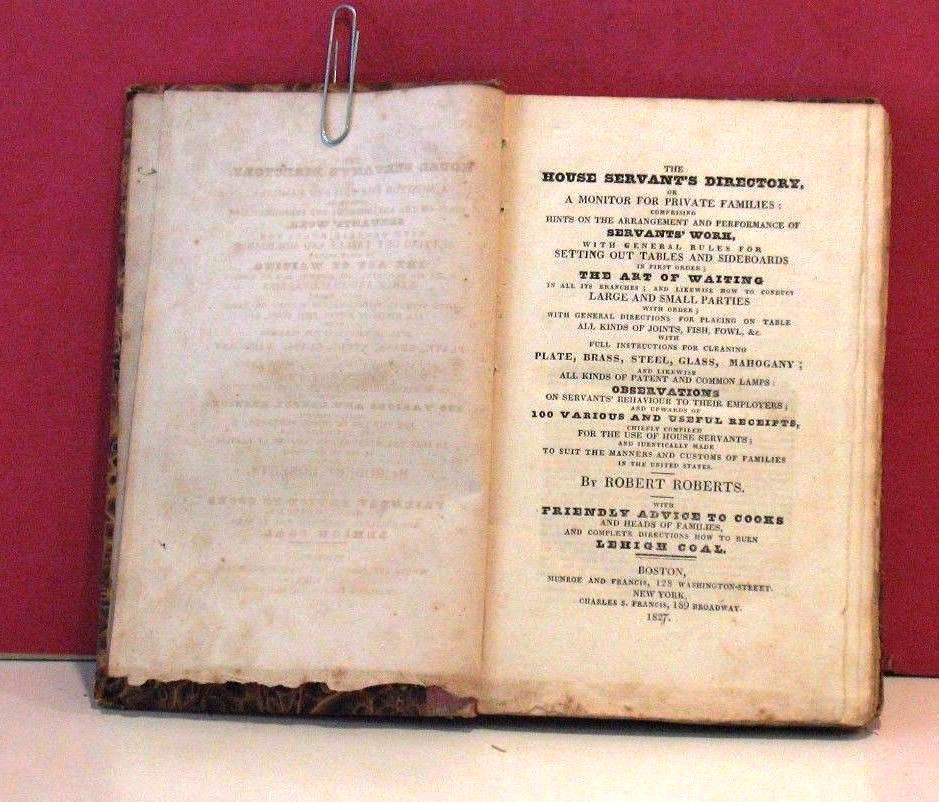 THE
HOUSE SERVANT'S DIRECTORY,
OR
A MONITOR FOR PRIVATE FAMILIES:
COMPRISING
HINTS ON THE ARRANGEMENT AND PERFORMANCE OF
SERVANTS' WORK,
WITH GENERAL RULES FOR
SETTING OUT TABLES AND SIDEBOARDS
IN FIRST ORDER;
THE ART OF WAITING
IN ALL ITS BRANCHES; AND LIKEWISE HOW TO CONDUCT
LARGE AND SMALL PARTIES
WITH ORDER;
WITH GENERAL DIRECTIONS FOR PLACING ON TABLE
ALL KINDS OF JOINTS, FISH, FOWL, &c.
WITH
FULL INSTRUCTIONS FOR CLEANING
PLATE, BRASS, STEEL, GLASS, MAHOGANY;
AND LIKEWISE
ALL KINDS OF PATENT AND COMMON LAMPS:
OBSERVATIONS
ON SERVANTS' BEHAVIOUR TO THEIR EMPLOYERS;
AND UPWARDS OF
100 VARIOUS AND USEFUL RECEIPTS,
CHIEFLY COMPILED
FOR THE USE OF HOUSE SERVANTS;
AND IDENTICALLY MADE
TO SUIT THE MANNERS AND CUSTOMS OF FAMILIES
IN THE UNITED STATES.
BY ROBERT ROBERTS.
WITH
FRIENDLY ADVICE TO COOKS
AND HEADS OF FAMILIES,
AND COMPLETE DIRECTIONS HOW TO BURN
LEHIGH COAL.
BOSTON,
MUNROE AND FRANCIS, 128 WASHINGTON-STREET.
NEW YORK,
CHARLES S. FRANCIS, 189 BROADWAY.
1827.